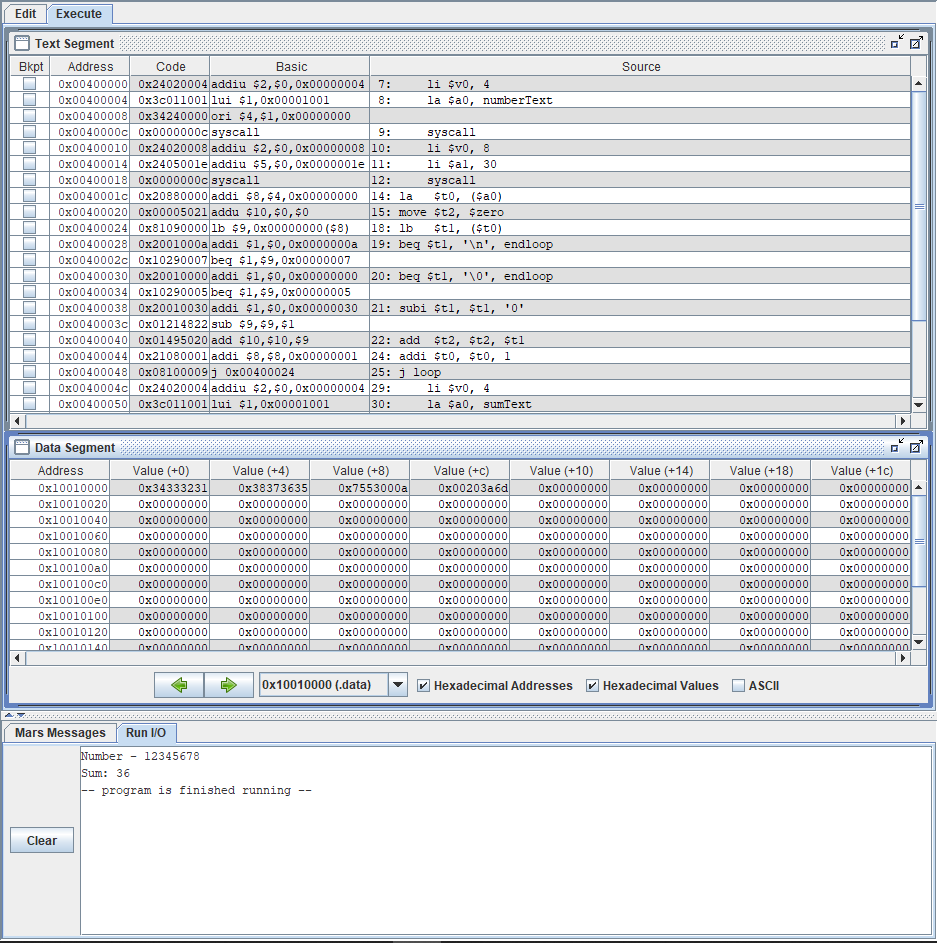 Edit Execute
Text Segment
Bkpt Address Code Basic Source
0x00400000 0x24020004 addiu $2,$0,0x00000004 7: li $v0, 4
0x00400004 0x3c011001 lui $1,0x00001001 8: la $a0, numberText
0x00400008 0x34240000 ori $4,$1,0x00000000
0x0040000c 0x0000000c syscall 9: syscall
0x00400010 0x24020008 addiu $2,$0,0x00000008 10: li $v0, 8
0x00400014 0x2405001e addiu $5,$0,0x0000001e 11: li $a1, 30
0x00400018 0x0000000c syscall 12: syscall
0x0040001c 0x20880000 addi $8,$4,0x00000000 14: la $t0, ($a0)
0x00400020 0x00005021 addu $10,$0,$0 15: move $t2, $zero
0x00400024 0x81090000 lb $9,0x00000000($8) 18: lb $t1, ($t0)
0x00400028 0x2001000a addi $1,$0,0x0000000a 19: beq $t1, '\n', endloop
0x0040002c 0x10290007 beq $1,$9,0x00000007
0x00400030 0x20010000 addi $1,$0,0x00000000 20: beq $t1, '\0', endloop
0x00400034 0x10290005 beq $1,$9,0x00000005
0x00400038 0x20010030 addi $1,$0,0x00000030 21: subi $t1, $t1, '0'
0x0040003c 0x01214822 sub $9,$9,$1
0x00400040 0x01495020 add $10,$10,$9 22: add $t2, $t2, $t1
0x00400044 0x21080001 addi $8,$8,0x00000001 24: addi $t0, $t0, 1
0x00400048 0x08100009 j 0x00400024 25: j loop
0x0040004c 0x24020004 addiu $2,$0,0x00000004 29: li $v0, 4
0x00400050 0x3c011001 lui $1,0x00001001 30: la $a0, sumText
Data Segment
Address Value (+0) Value (+4) Value (+8) Value (+c) Value (+10) Value (+14) Value (+18) Value (+1c)
0x10010000 0x34333231 0x38373635 0x7553000a 0x00203a6d 0x00000000 0x00000000 0x00000000 0x00000000
0x10010020 0x00000000 0x00000000 0x00000000 0x00000000 0x00000000 0x00000000 0x00000000 0x00000000
0x10010040 0x00000000 0x00000000 0x00000000 0x00000000 0x00000000 0x00000000 0x00000000 0x00000000
0x10010060 0x00000000 0x00000000 0x00000000 0x00000000 0x00000000 0x00000000 0x00000000 0x00000000
0x10010080 0x00000000 0x00000000 0x00000000 0x00000000 0x00000000 0x00000000 0x00000000 0x00000000
0x100100a0 0x00000000 0x00000000 0x00000000 0x00000000 0x00000000 0x00000000 0x00000000 0x00000000
0x100100c0 0x00000000 0x00000000 0x00000000 0x00000000 0x00000000 0x00000000 0x00000000 0x00000000
0x100100e0 0x00000000 0x00000000 0x00000000 0x00000000 0x00000000 0x00000000 0x00000000 0x00000000
0x10010100 0x00000000 0x00000000 0x00000000 0x00000000 0x00000000 0x00000000 0x00000000 0x00000000
0x10010120 0x00000000 0x00000000 0x00000000 0x00000000 0x00000000 0x00000000 0x00000000 0x00000000
0x10010140 0x00000000 0x00000000 0x00000000 0x00000000 0x00000000 0x00000000 0x00000000 0x00000000
0x10010000 (.data) Hexadecimal Addresses Hexadecimal Values ASCII
Mars Messages Run I/O
Number - 12345678
Sum: 36
-- program is finished running --
Clear